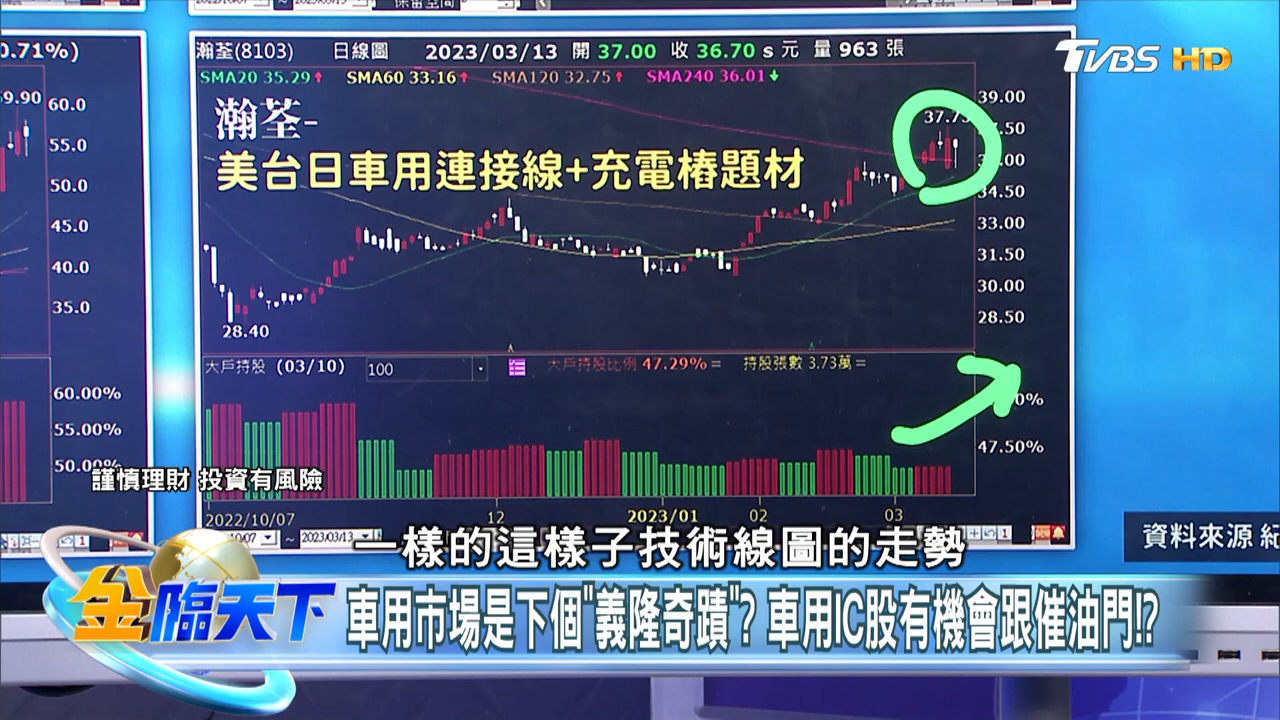 TVBS HD
0.71%)
59.90
60.0
55.0
50.0
45.0
40.0
35.0
60.00%
55.00%
50.00%
瀚荃(8103) 日線圖 2023/03/13 開 37.00 收 36.70 s 元 量 963 張
SMA20 35.29↑ SMA60 33.16↑ SMA120 32.75↑ SMA240 36.01↓
瀚荃-
美台日車用連接線+充電樁題材
39.00
34.50
33.00
31.50
30.00
28.50
28.40
大戶持股 (03/10) 100 大戶持股比例 47.29% = 持股張數 3.73萬 =
47.50%
謹慎理財 投資有風險
2022/10/07 12 2023/01 02 03
2023/03/13
資料來源
一樣的這樣子技術線圖的走勢
金臨天下
車用市場是下個"義隆奇蹟"? 車用IC股有機會跟催油門!?